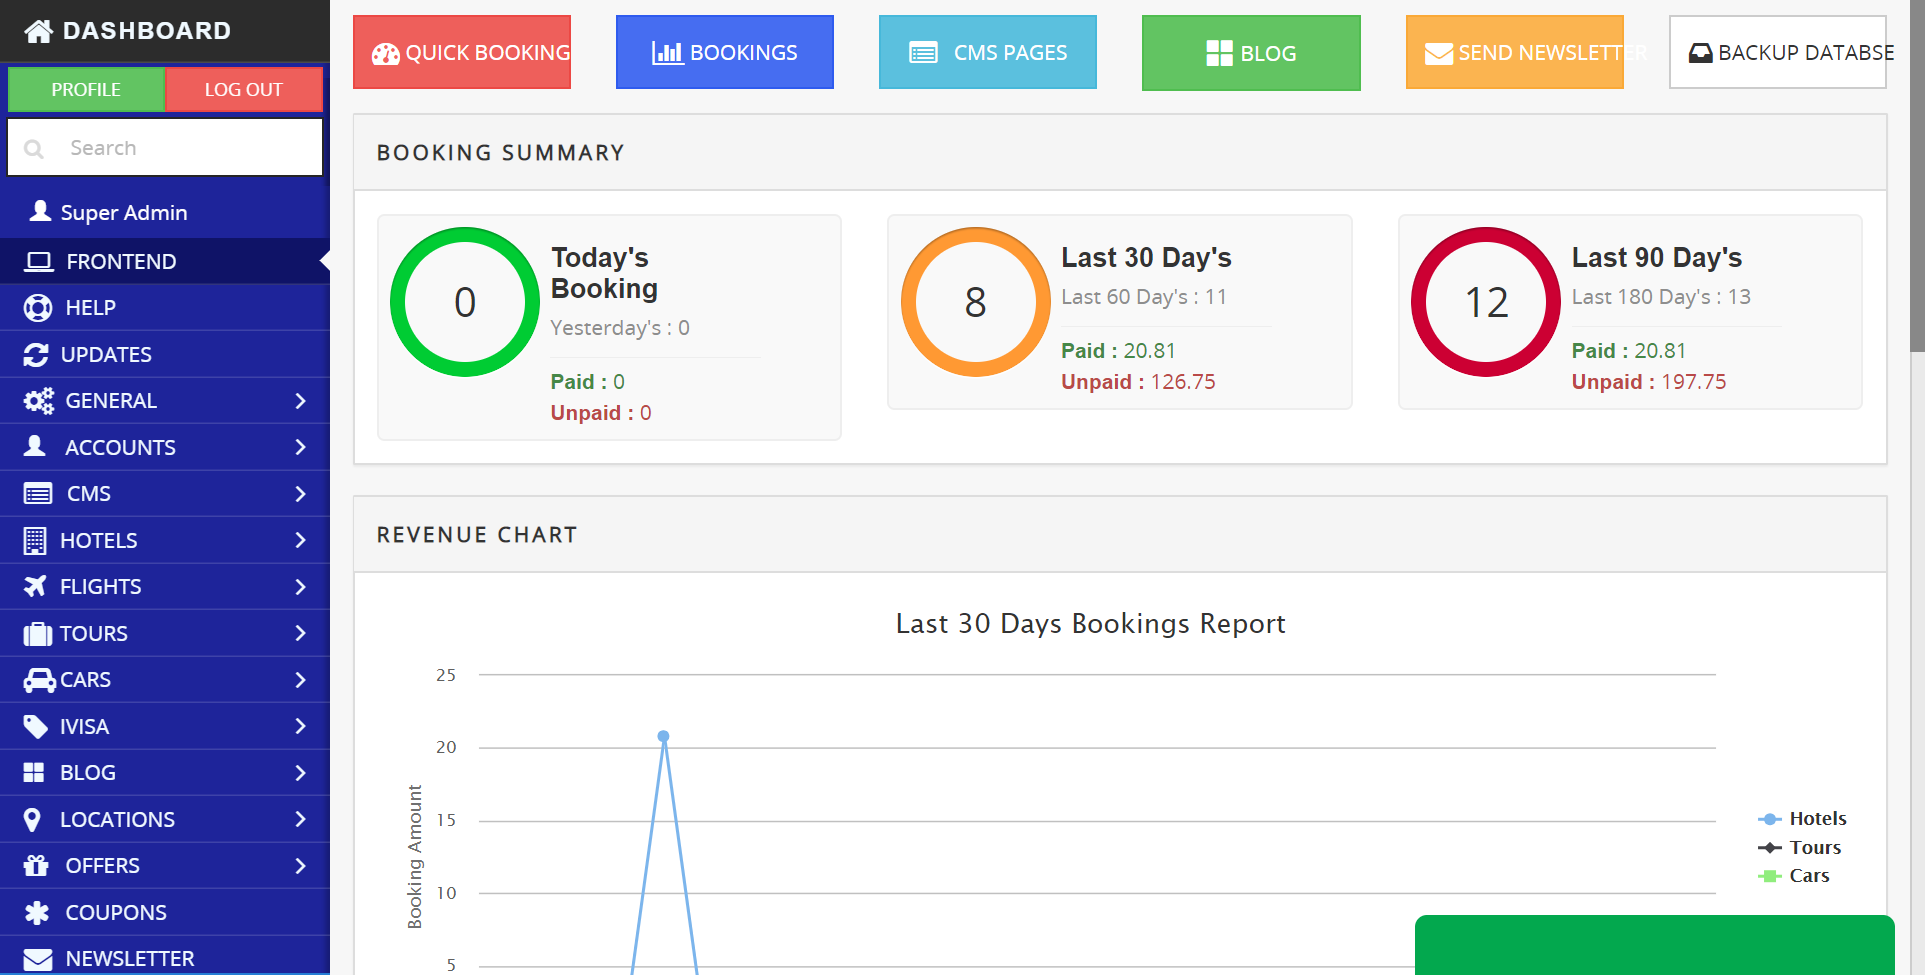 DASHBOARD
PROFILE
LOG OUT
Search
Super Admin
FRONTEND
HELP
UPDATES
GENERAL
ACCOUNTS
CMS
HOTELS
FLIGHTS
TOURS
CARS
IVISA
BLOG
LOCATIONS
OFFERS
COUPONS
NEWSLETTER
QUICK BOOKING
BOOKINGS
CMS PAGES
BLOG
SEND NEWSLETTER
BACKUP DATABSE
BOOKING SUMMARY
0
Today's
Booking
Yesterday's : 0
Paid : 0
Unpaid : 0
8
Last 30 Day's
Last 60 Day's : 11
Paid : 20.81
Unpaid : 126.75
12
Last 90 Day's
Last 180 Day's : 13
Paid : 20.81
Unpaid : 197.75
REVENUE CHART
Last 30 Days Bookings Report
Booking Amount
25
20
15
10
5
Hotels
Tours
Cars